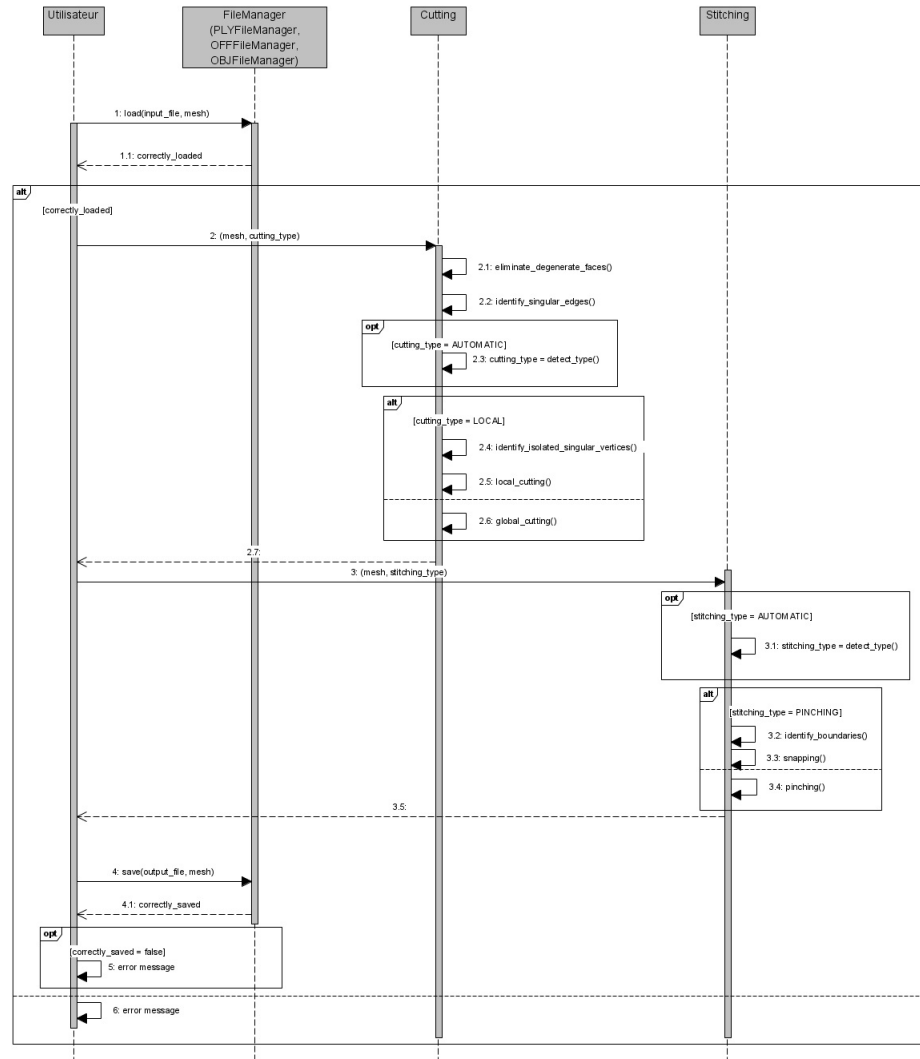 Utilisateur
FileManager
(PLYFileManager,
OFFFileManager,
OBJFileManager)
Cutting
Stitching
1: load(input_file, mesh)
1.1: correctly_loaded
alt
[correctly_loaded]
2: (mesh, cutting_type)
2.1: eliminate_degenerate_faces()
2.2: identify_singular_edges()
opt
[cutting_type = AUTOMATIC]
2.3: cutting_type = detect_type()
alt
[cutting_type = LOCAL]
2.4: identify_isolated_singular_vertices()
2.5: local_cutting()
2.6: global_cutting()
2.7:
3: (mesh, stitching_type)
opt
[stitching_type = AUTOMATIC]
3.1: stitching_type = detect_type()
alt
[stitching_type = PINCHING]
3.2: identify_boundaries()
3.3: snapping()
3.4: pinching()
3.5:
4: save(output_file, mesh)
4.1: correctly_saved
opt
[correctly_saved = false]
5: error message
6: error message